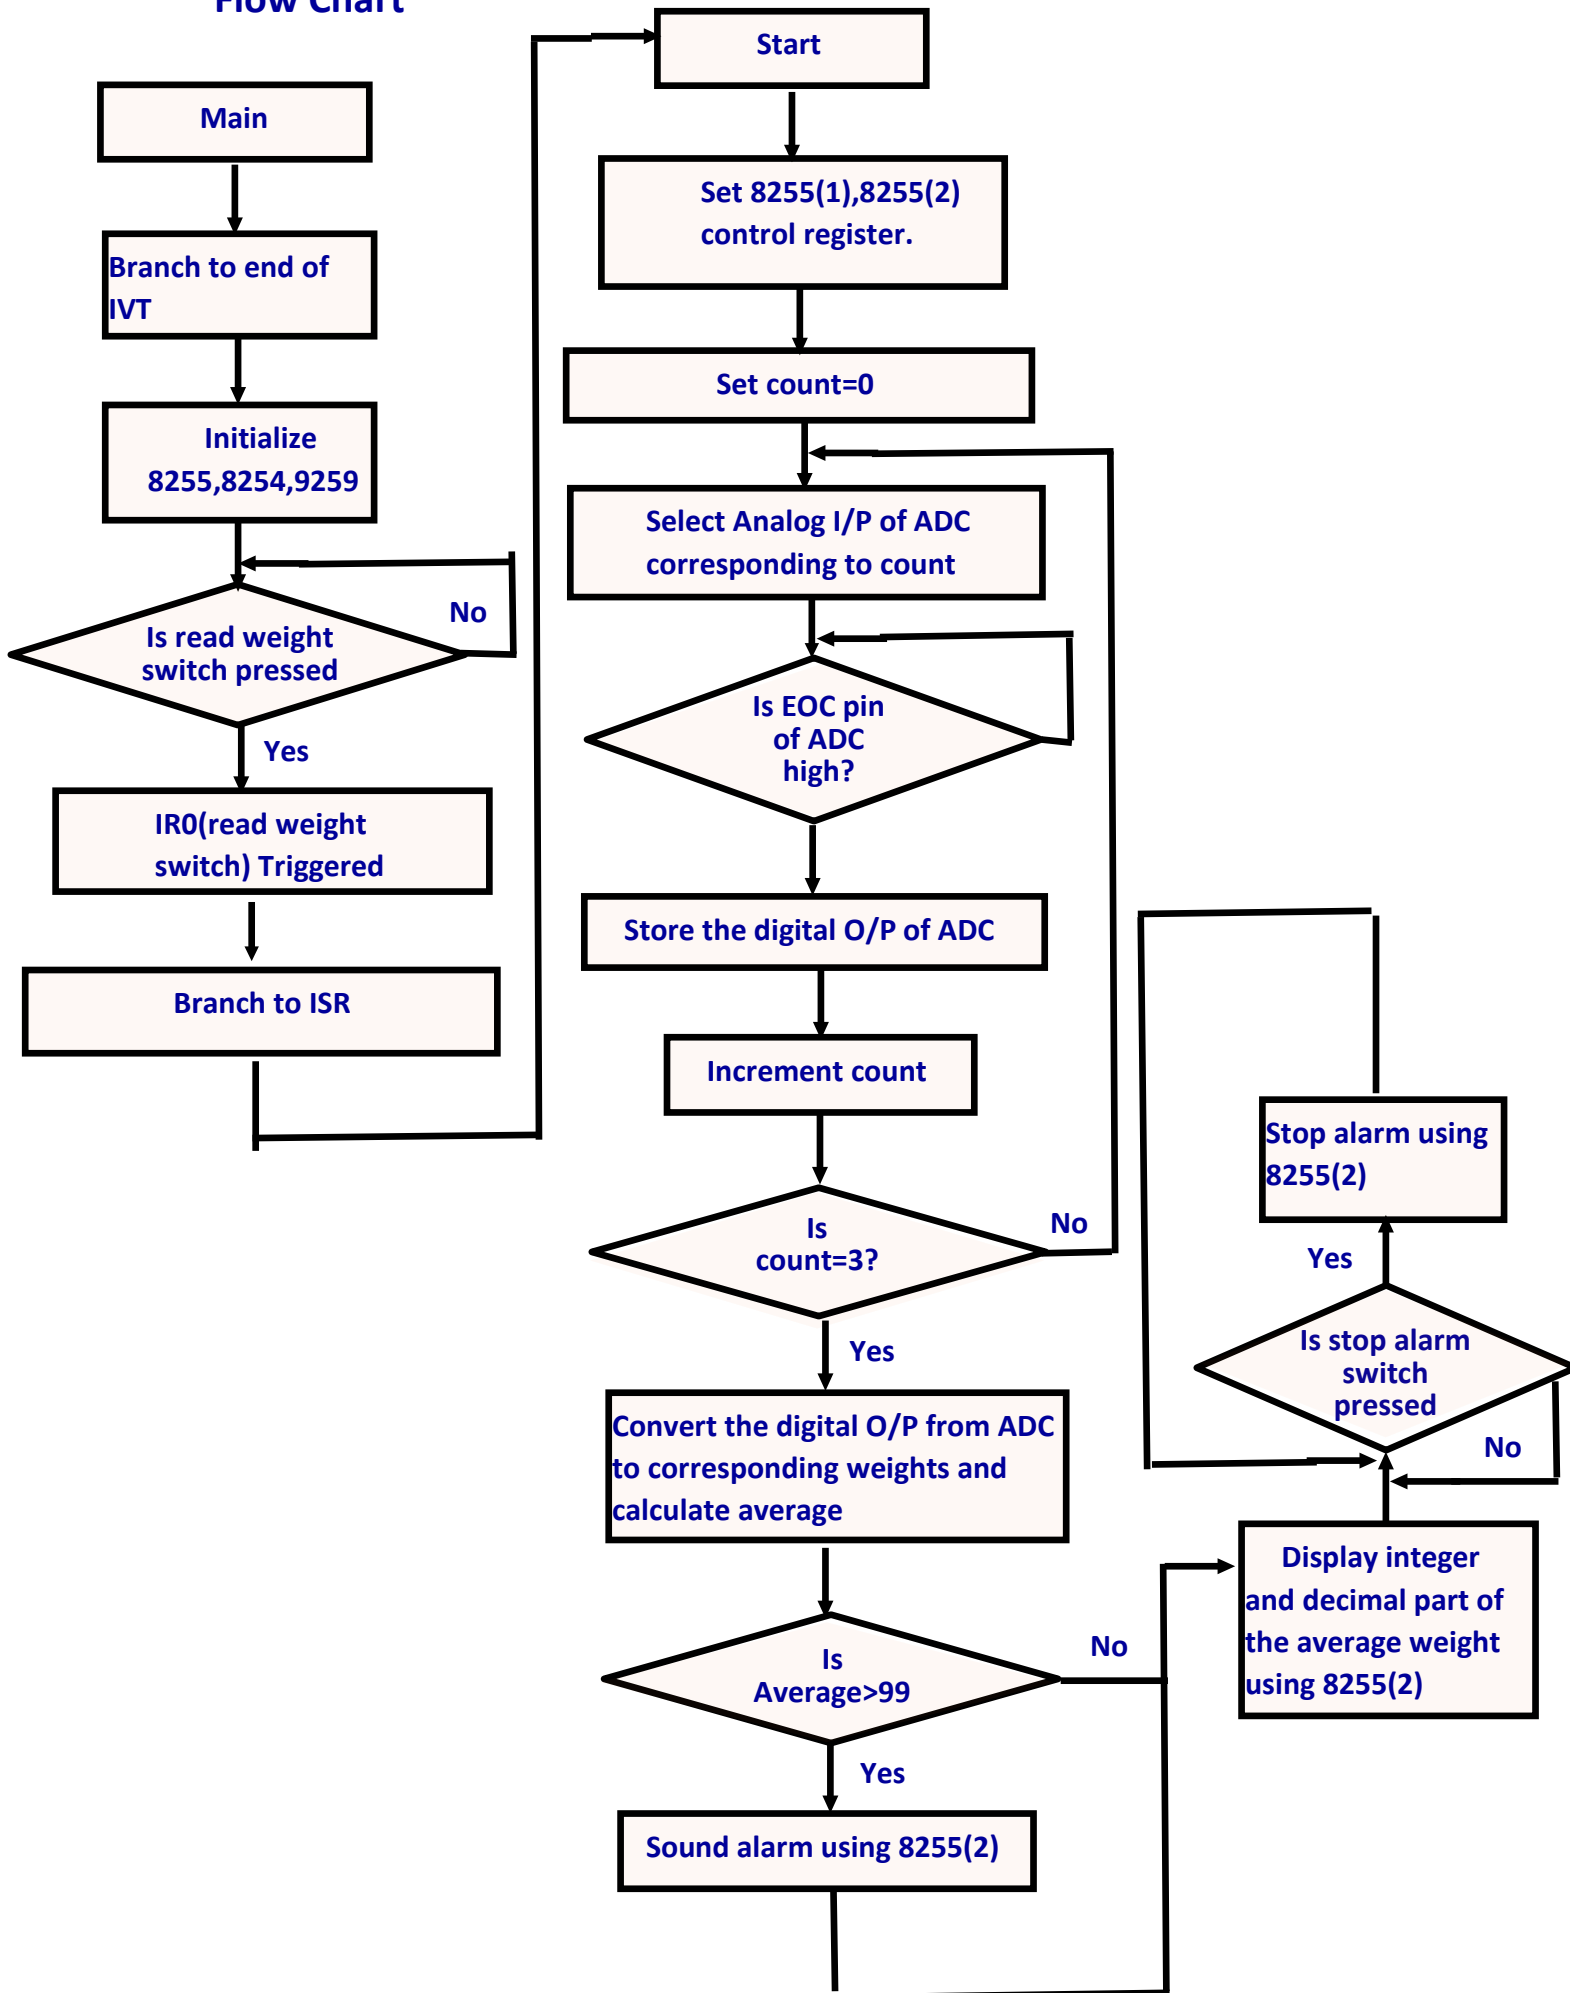 Flow Chart
Main
Branch to end of
IVT
Initialize
8255,8254,9259
Is read weight
switch pressed
No
Yes
IR0(read weight
switch) Triggered
Branch to ISR
Start
Set 8255(1),8255(2)
control register.
Set count=0
Select Analog I/P of ADC
corresponding to count
Is EOC pin
of ADC
high?
Store the digital O/P of ADC
Increment count
Is
count=3?
No
Yes
Convert the digital O/P from ADC
to corresponding weights and
calculate average
Is
Average>99
No
Yes
Sound alarm using 8255(2)
Stop alarm using
8255(2)
Yes
Is stop alarm
switch
pressed
No
Display integer
and decimal part of
the average weight
using 8255(2)